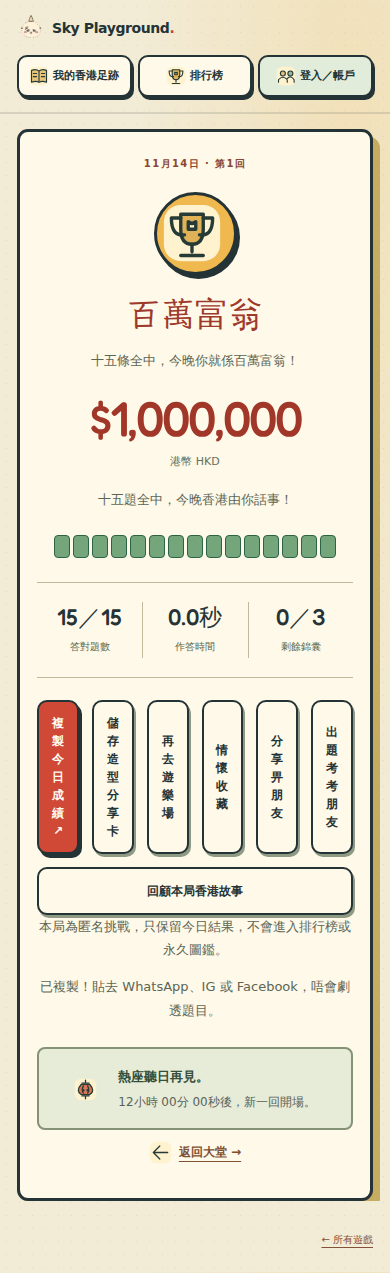 Sky Playground.
我的香港足跡
排行榜
登入／帳戶
11月14日 · 第1回
百萬富翁
十五條全中，今晚你就係百萬富翁！
$1,000,000
港幣 HKD
十五題全中，今晚香港由你話事！
15／15
答對題數
0.0秒
作答時間
0／3
剩餘錦囊
複製今日成績↗
儲存造型分享卡
再去遊樂場
情懷收藏
分享畀朋友
出題考考朋友
回顧本局香港故事
本局為匿名挑戰，只保留今日結果，不會進入排行榜或
永久圖鑑。
已複製！貼去 WhatsApp、IG 或 Facebook，唔會劇
透題目。
熱座聽日再見。
12小時 00分 00秒後，新一回開場。
返回大堂 →
← 所有遊戲